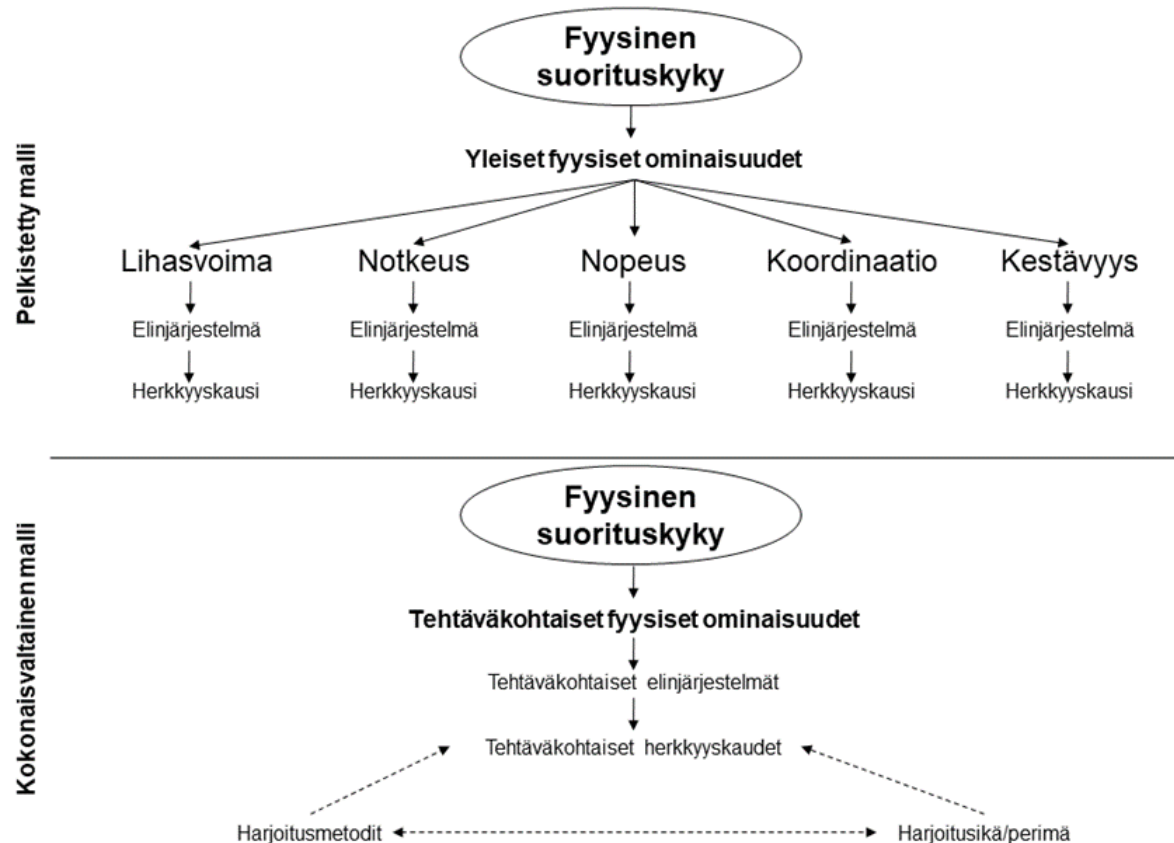 Pelkistetty malli
Fyysinen
suorituskyky
Yleiset fyysiset ominaisuudet
Lihasvoima Notkeus Nopeus Koordinaatio Kestävyys
Elinjärjestelmä Elinjärjestelmä Elinjärjestelmä Elinjärjestelmä Elinjärjestelmä
Herkkyyskausi Herkkyyskausi Herkkyyskausi Herkkyyskausi Herkkyyskausi
Kokonaisvaltainen malli
Fyysinen
suorituskyky
Tehtäväkohtaiset fyysiset ominaisuudet
Tehtäväkohtaiset elinjärjestelmät
Tehtäväkohtaiset herkkyyskaudet
Harjoitusmetodit Harjoitusikä/perimä